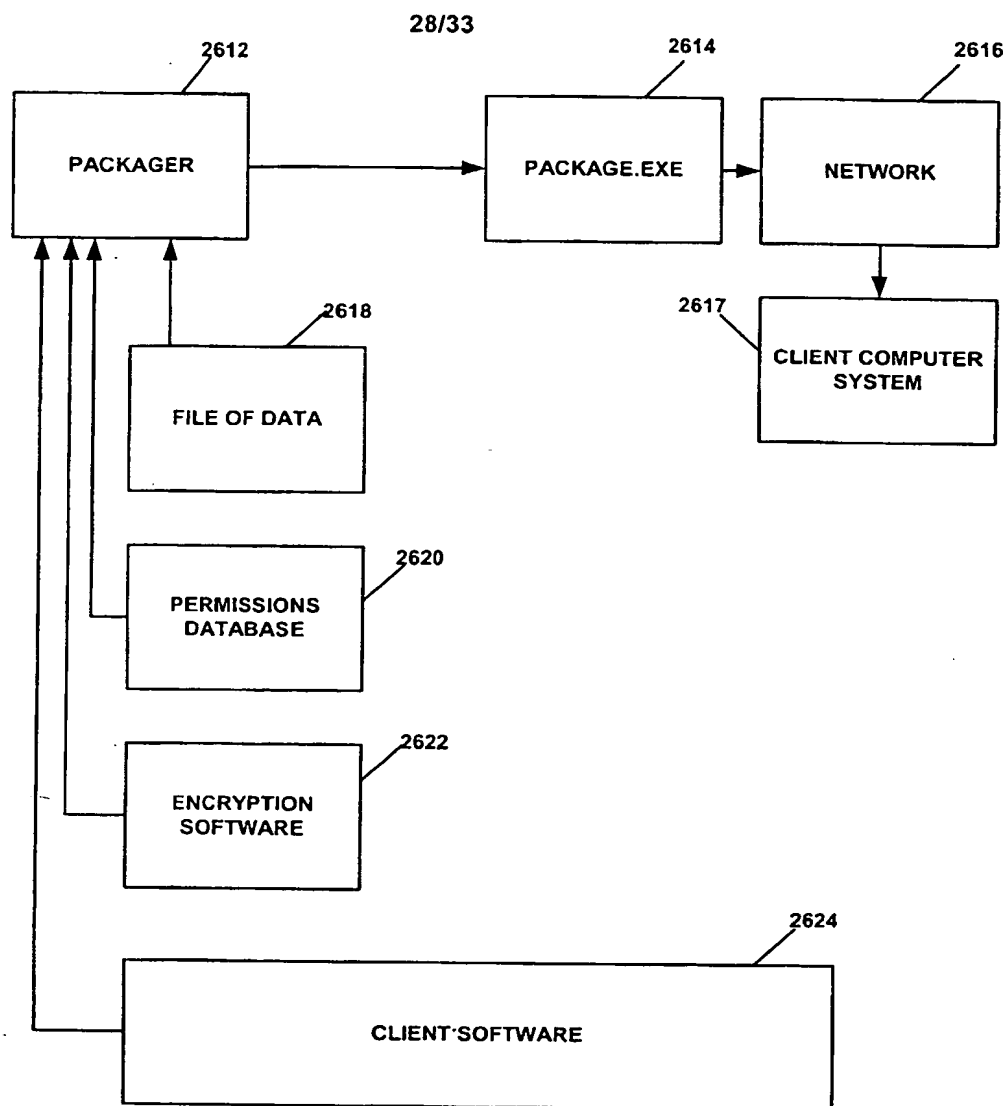 28/33
2612
2614
2616
PACKAGER
PACKAGE.EXE
NETWORK
2618
2617
FILE OF DATA
CLIENT COMPUTER
SYSTEM
2620
PERMISSIONS
DATABASE
2622
ENCRYPTION
SOFTWARE
2624
CLIENT SOFTWARE